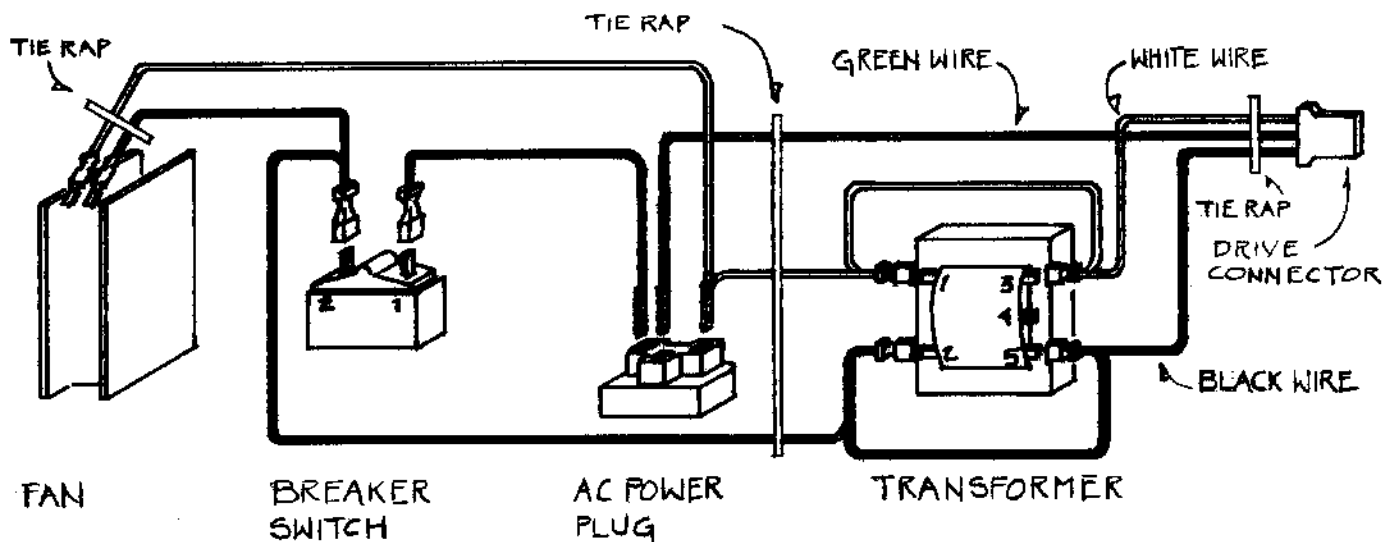 TIE RAP
TIE RAP
GREEN WIRE
WHITE WIRE
TIE RAP
DRIVE
CONNECTOR
2 1
1 3
4
2 5
BLACK WIRE
FAN
BREAKER
SWITCH
AC POWER
PLUG
TRANSFORMER